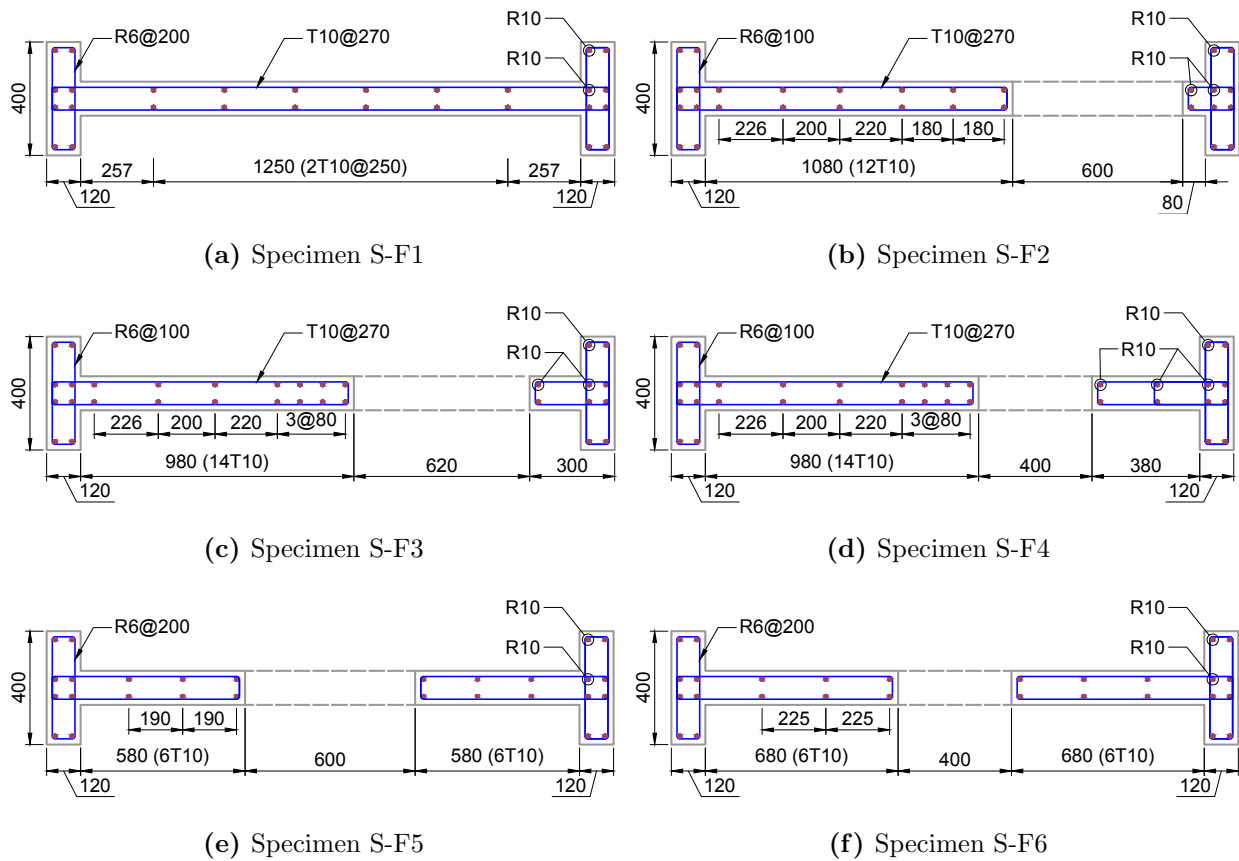 R6@200 T10@270 R10
R10
400
257 1250 (2T10@250) 257
120 120
(a) Specimen S-F1
R6@100 T10@270 R10
R10
400
226 200 220 180 180
1080 (12T10) 600
120 80
(b) Specimen S-F2
R6@100 T10@270 R10
R10
400
226 200 220 3@80
980 (14T10) 620 300
120
(c) Specimen S-F3
R6@100 T10@270 R10
R10
400
226 200 220 3@80
980 (14T10) 400 380
120 120
(d) Specimen S-F4
R6@200 R10
R10
400
190 190
580 (6T10) 600 580 (6T10)
120 120
(e) Specimen S-F5
R6@200 R10
R10
400
225 225
680 (6T10) 400 680 (6T10)
120 120
(f) Specimen S-F6